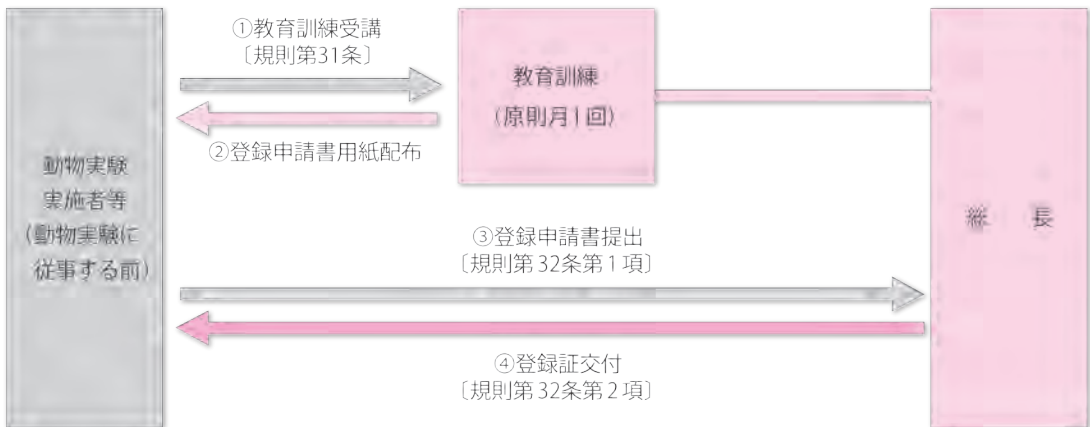 ①教育訓練受講
〔規則第31条〕
教育訓練
(原則月1回)
②登録申請書用紙配布
動物実験
実施者等
(動物実験に
従事する前)
③登録申請書提出
〔規則第32条第1項〕
総　長
④登録証交付
〔規則第32条第2項〕